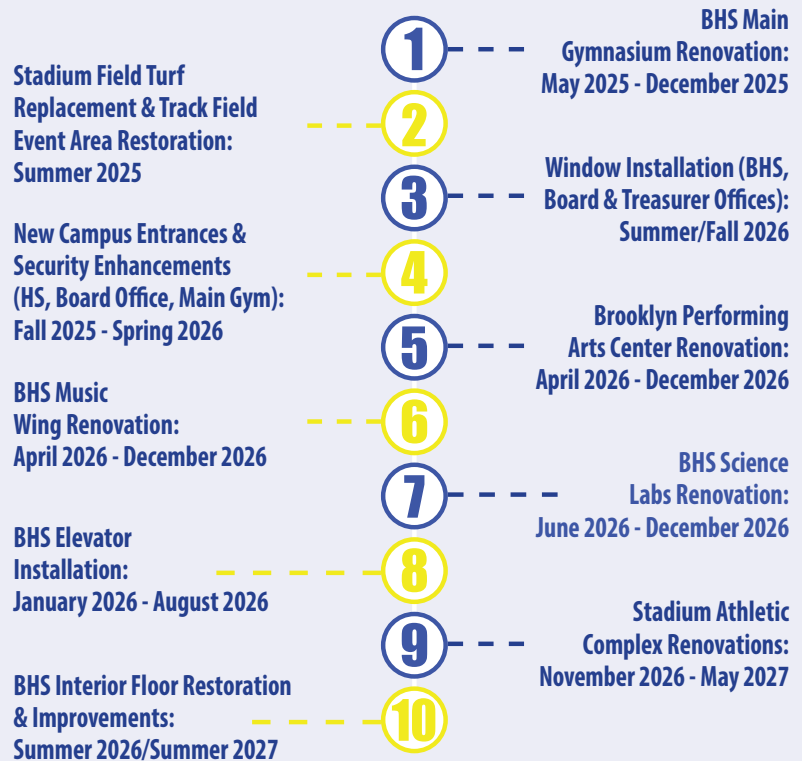 1
BHS Main
Gymnasium Renovation:
May 2025 - December 2025
Stadium Field Turf
Replacement & Track Field
Event Area Restoration:
Summer 2025
2
3
Window Installation (BHS,
Board & Treasurer Offices):
Summer/Fall 2026
New Campus Entrances &
Security Enhancements
(HS, Board Office, Main Gym):
Fall 2025 - Spring 2026
4
5
Brooklyn Performing
Arts Center Renovation:
April 2026 - December 2026
BHS Music
Wing Renovation:
April 2026 - December 2026
6
7
BHS Science
Labs Renovation:
June 2026 - December 2026
BHS Elevator
Installation:
January 2026 - August 2026
8
9
Stadium Athletic
Complex Renovations:
November 2026 - May 2027
BHS Interior Floor Restoration
& Improvements:
Summer 2026/Summer 2027
10